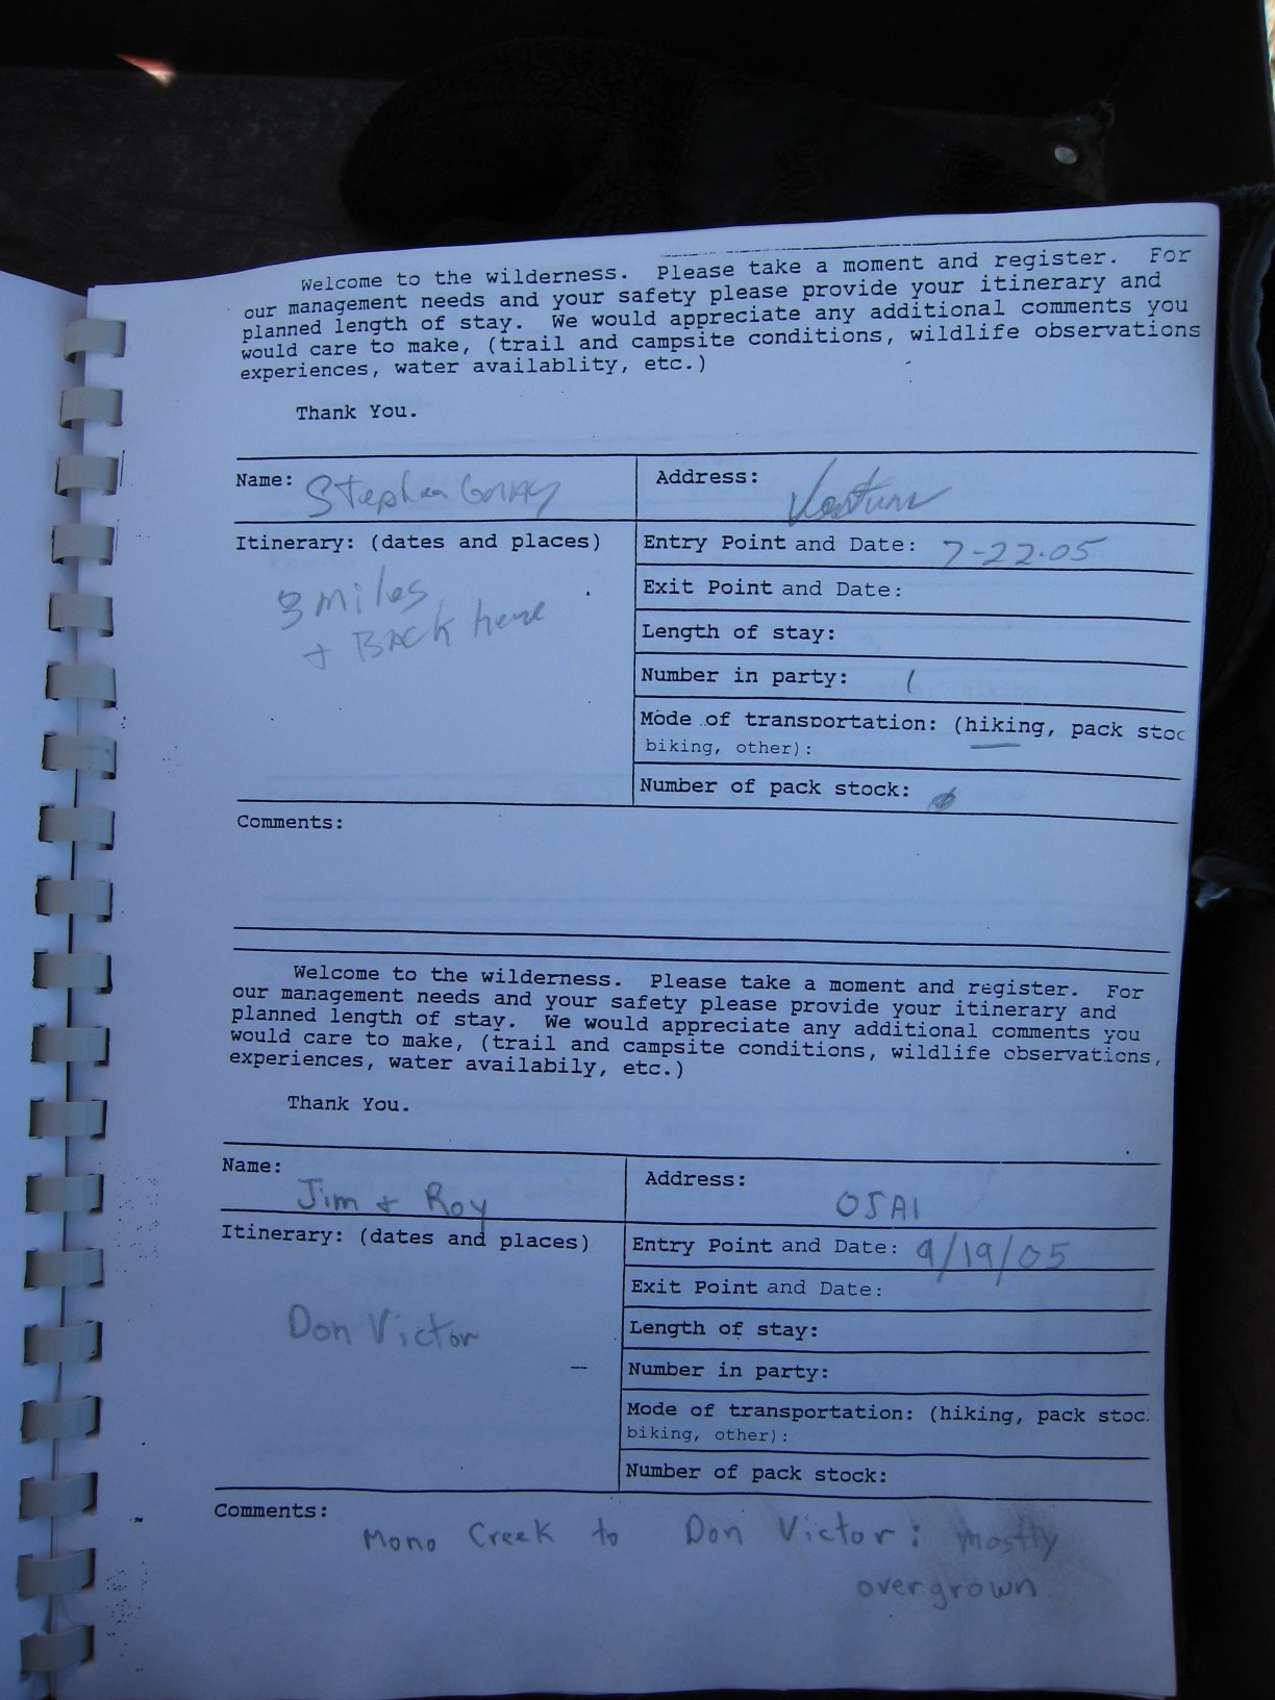 Welcome to the wilderness. Please take a moment and register. For
our management needs and your safety please provide your itinerary and
planned length of stay. We would appreciate any additional comments you
would care to make, (trail and campsite conditions, wildlife observations
experiences, water availablity, etc.)
Thank You.
Name: Stephen
Address: Ventura
Itinerary: (dates and places)
3 miles
+ Back here
Entry Point and Date: 7-22-05
Exit Point and Date:
Length of stay:
Number in party: 1
Mode of transportation: (hiking, pack stoc
biking, other):
Number of pack stock:
Comments:
Welcome to the wilderness. Please take a moment and register. For
our management needs and your safety please provide your itinerary and
planned length of stay. We would appreciate any additional comments you
would care to make, (trail and campsite conditions, wildlife observations,
experiences, water availabily, etc.)
Thank You.
Name: Jim + Roy
Address: OJAI
Itinerary: (dates and places)
Don Victor
Entry Point and Date: 9/19/05
Exit Point and Date:
Length of stay:
Number in party:
Mode of transportation: (hiking, pack stoc
biking, other):
Number of pack stock:
Comments:
Mono Creek to Don Victor: mostly
overgrown